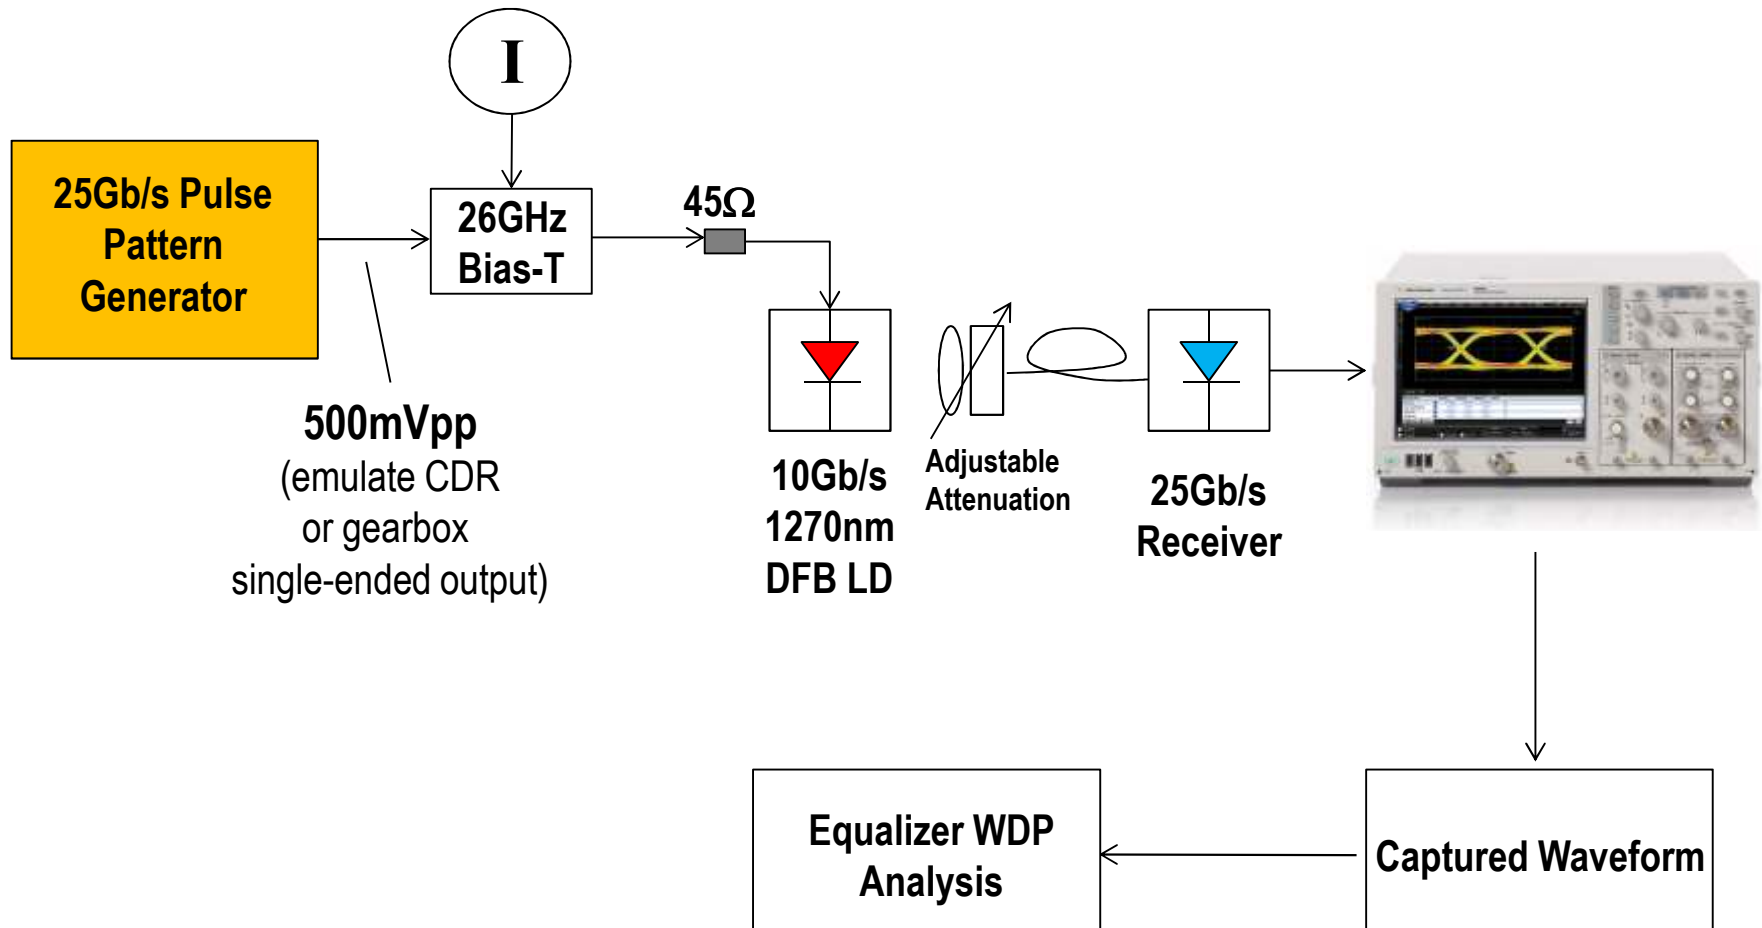 I
25Gb/s Pulse
Pattern
Generator
26GHz
Bias-T
45Ω
500mVpp
(emulate CDR
or gearbox
single-ended output)
10Gb/s
1270nm
DFB LD
Adjustable
Attenuation
25Gb/s
Receiver
Equalizer WDP
Analysis
Captured Waveform